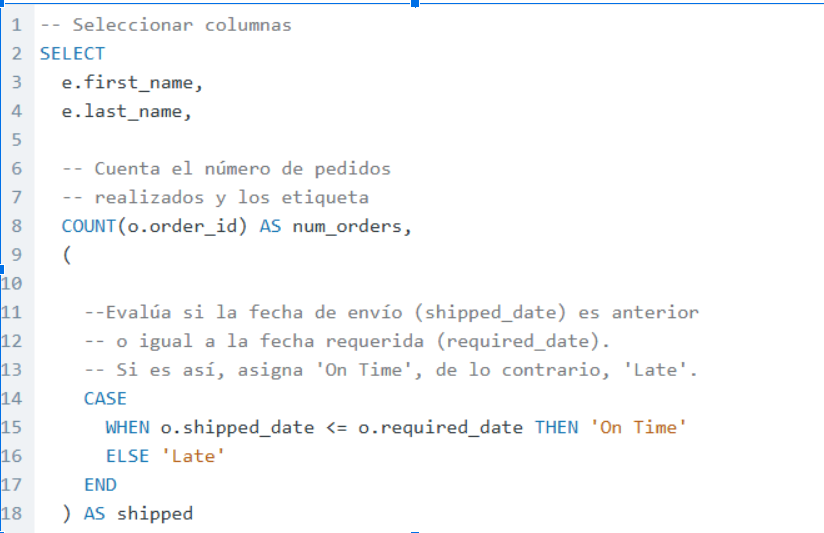 1 -- Seleccionar columnas
2 SELECT
3   e.first_name,
4   e.last_name,
5
6   -- Cuenta el número de pedidos
7   -- realizados y los etiqueta
8   COUNT(o.order_id) AS num_orders,
9   (
10
11     --Evalúa si la fecha de envío (shipped_date) es anterior
12     -- o igual a la fecha requerida (required_date).
13     -- Si es así, asigna 'On Time', de lo contrario, 'Late'.
14     CASE
15       WHEN o.shipped_date <= o.required_date THEN 'On Time'
16       ELSE 'Late'
17     END
18   ) AS shipped